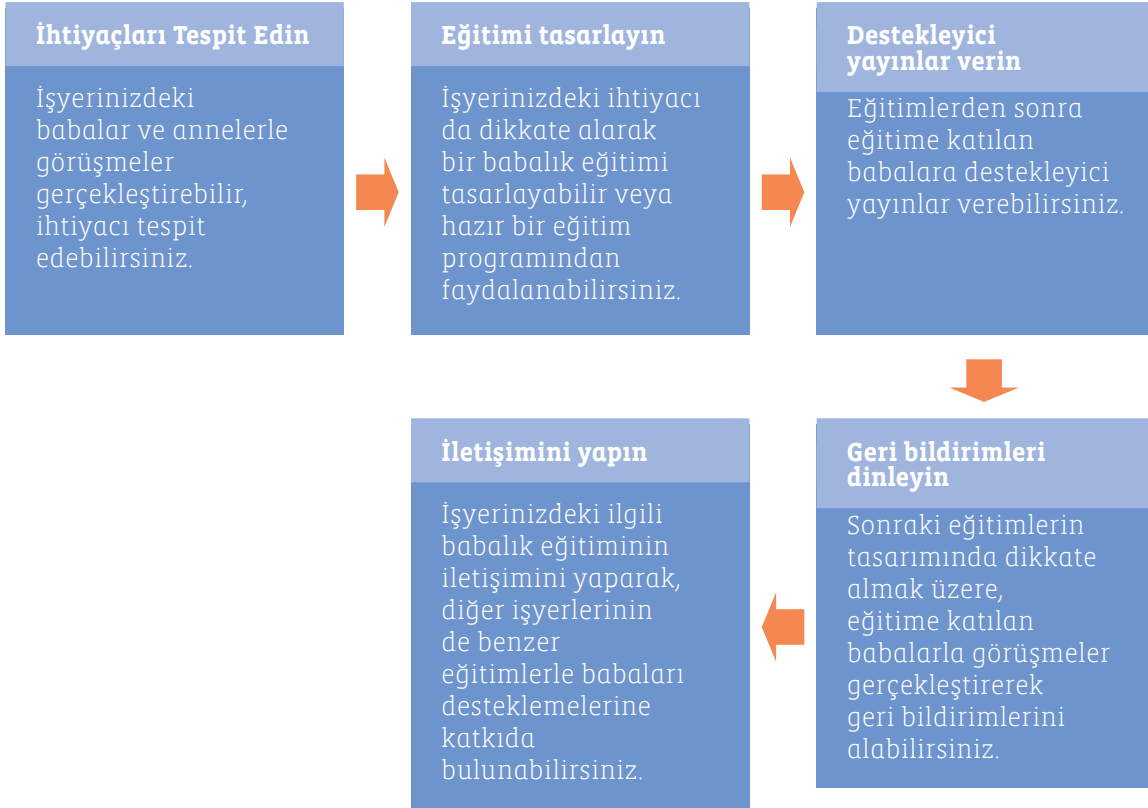 İhtiyaçları Tespit Edin
İşyerinizdeki
babalar ve annelerle
görüşmeler
gerçekleştirebilir,
ihtiyacı tespit
edebilirsiniz.
Eğitimi tasarlayın
İşyerinizdeki ihtiyacı
da dikkate alarak
bir babalık eğitimi
tasarlayabilir veya
hazır bir eğitim
programından
faydalanabilirsiniz.
Destekleyici
yayınlar verin
Eğitimlerden sonra
eğitime katılan
babalara destekleyici
yayınlar verebilirsiniz.
Geri bildirimleri
dinleyin
Sonraki eğitimlerin
tasarımında dikkate
almak üzere,
eğitime katılan
babalarla görüşmeler
gerçekleştirerek
geri bildirimlerini
alabilirsiniz.
İletişimini yapın
İşyerinizdeki ilgili
babalık eğitiminin
iletişimini yaparak,
diğer işyerlerinin
de benzer
eğitimlerle babaları
desteklemelerine
katkıda
bulunabilirsiniz.